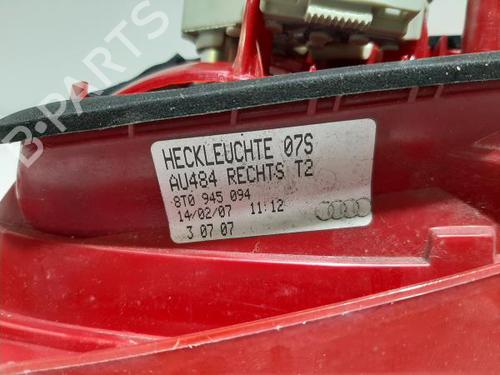 B-PARTS
HECKLEUCHTE 07S
AU484 RECHTS T2
8T0 945 094
14/02/07 11:12
3 07 07